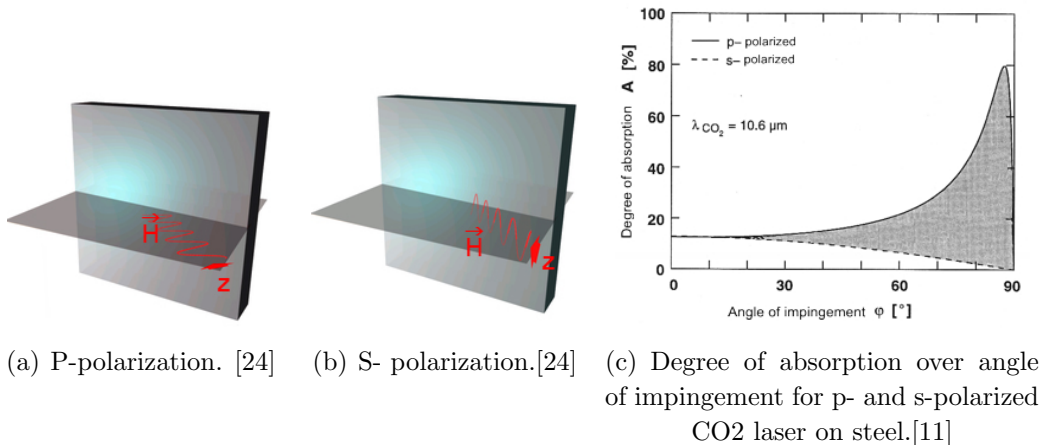 H
z
H
z
100
80
60
40
20
0
Degree of absorption A [%]
p– polarized
s– polarized
λ CO2 = 10.6 µm
0 30 60 90
Angle of impingement φ [°]
(a) P-polarization. [24]
(b) S- polarization.[24]
(c) Degree of absorption over angle
of impingement for p- and s-polarized
CO2 laser on steel.[11]